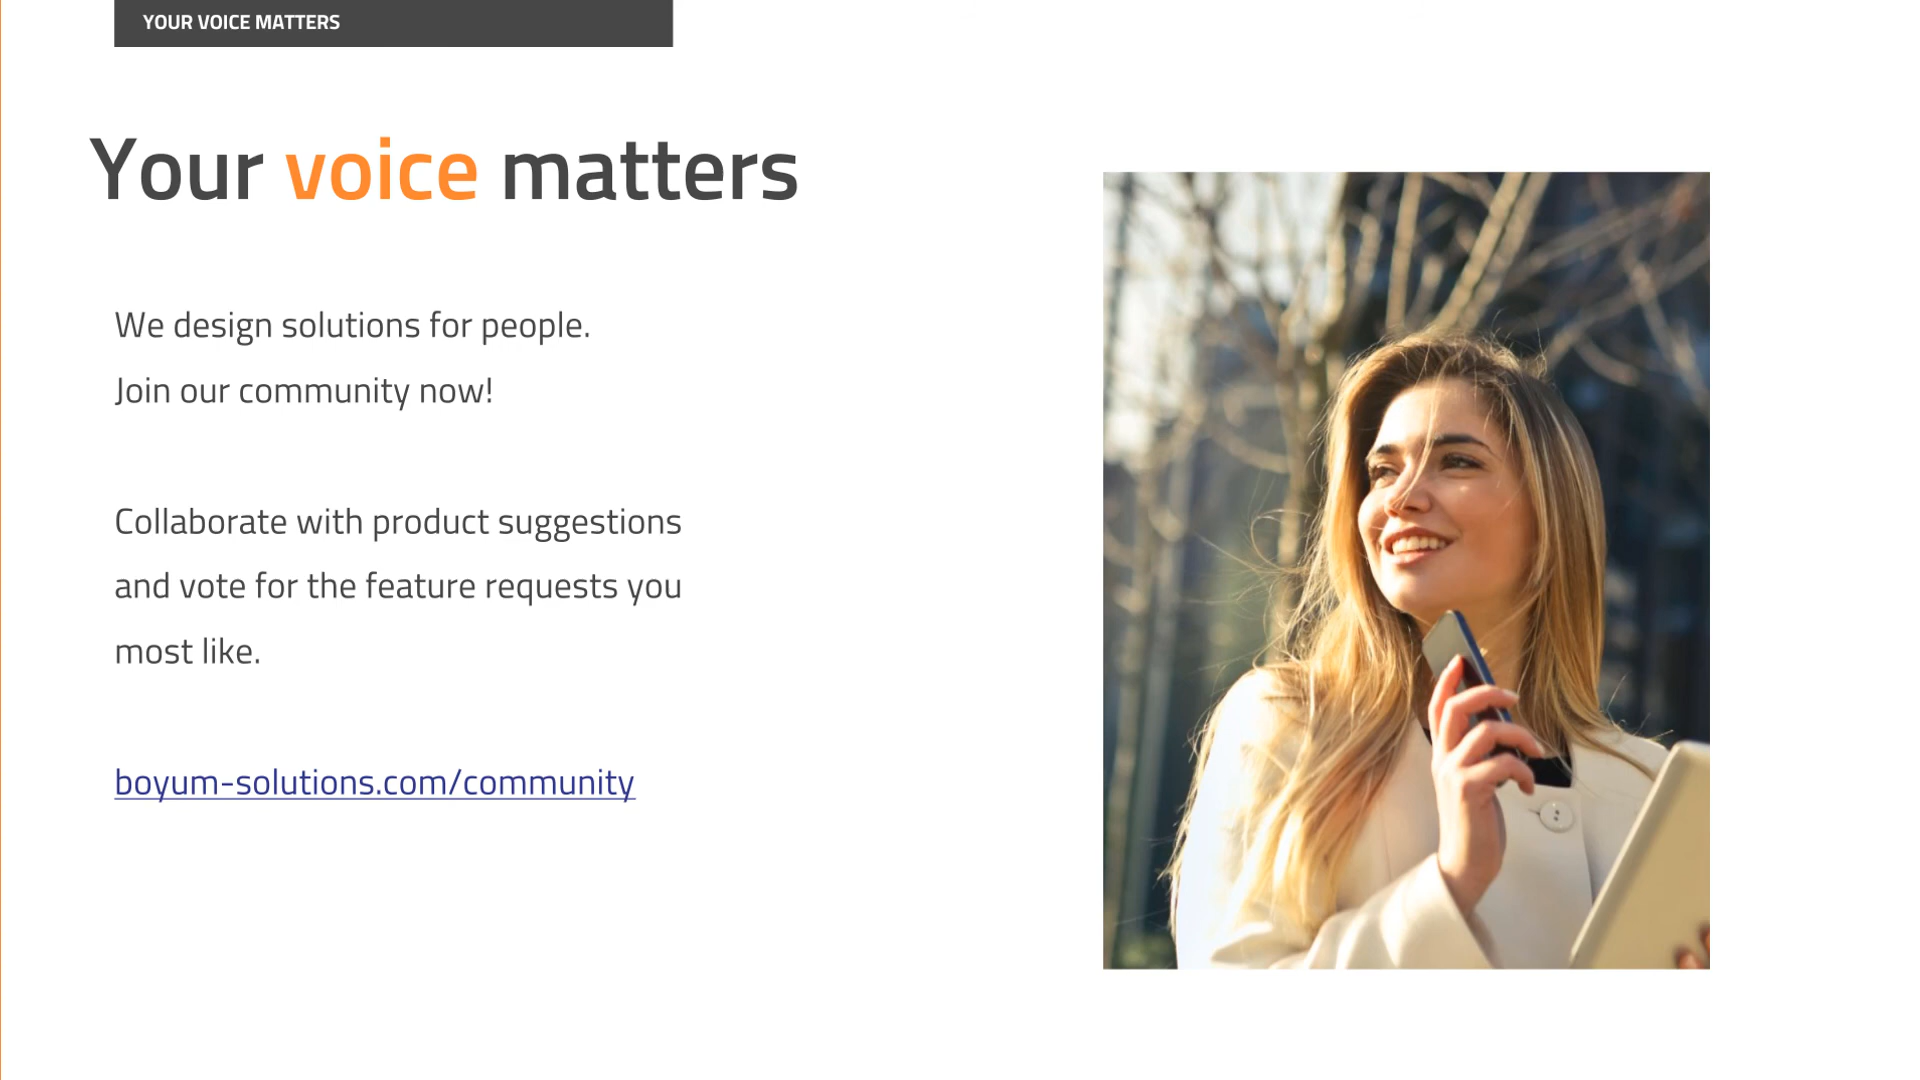 YOUR VOICE MATTERS
Your voice matters
We design solutions for people.
Join our community now!
Collaborate with product suggestions
and vote for the feature requests you
most like.
boyum-solutions.com/community